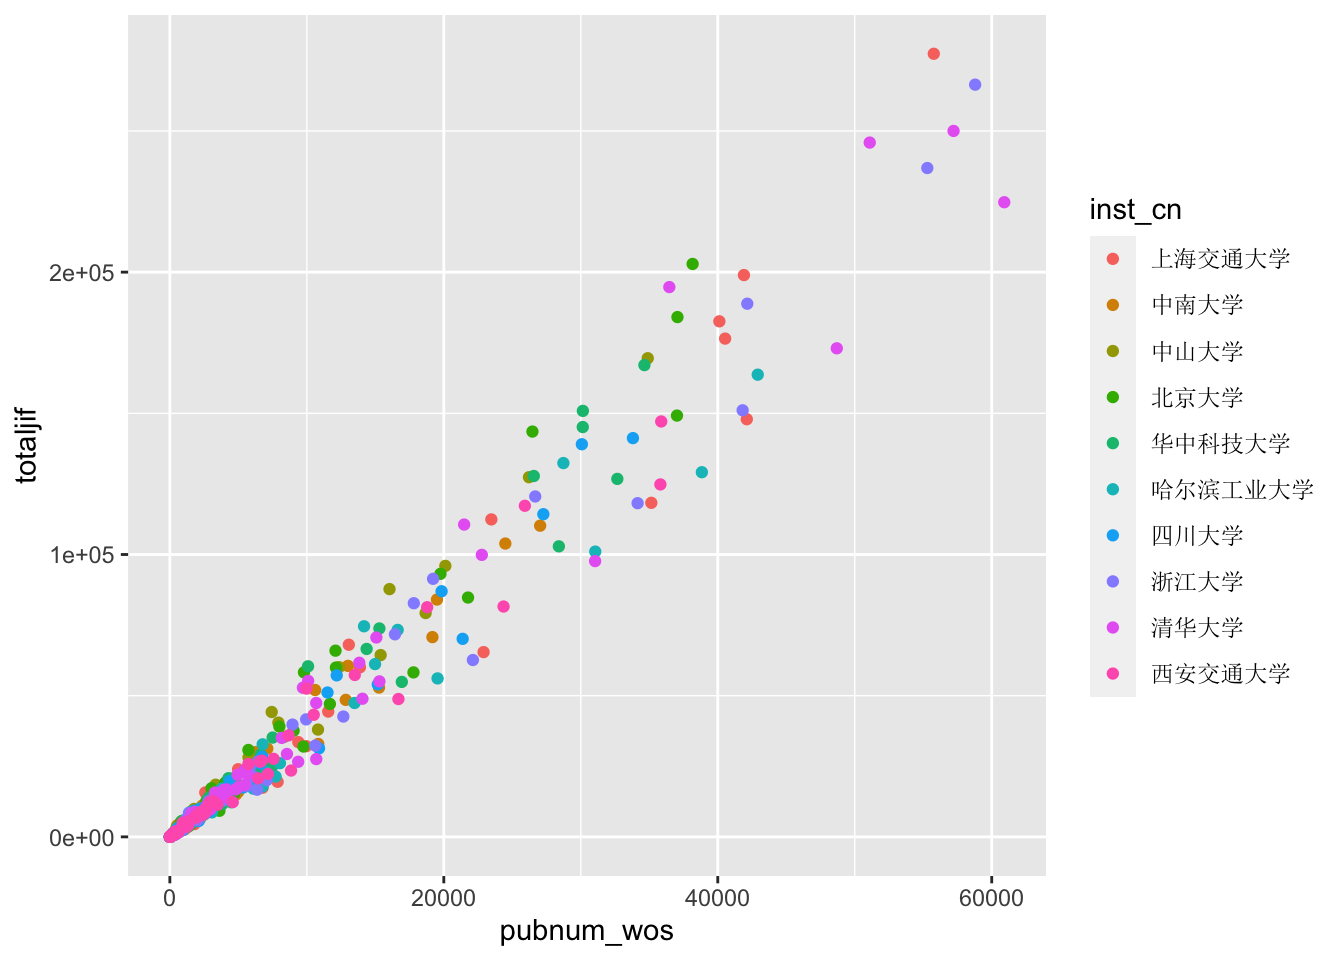 totaljif
2e+05
1e+05
0e+00
0
20000
40000
60000
pubnum_wos
inst_cn
上海交通大学
中南大学
中山大学
北京大学
华中科技大学
哈尔滨工业大学
四川大学
浙江大学
清华大学
西安交通大学